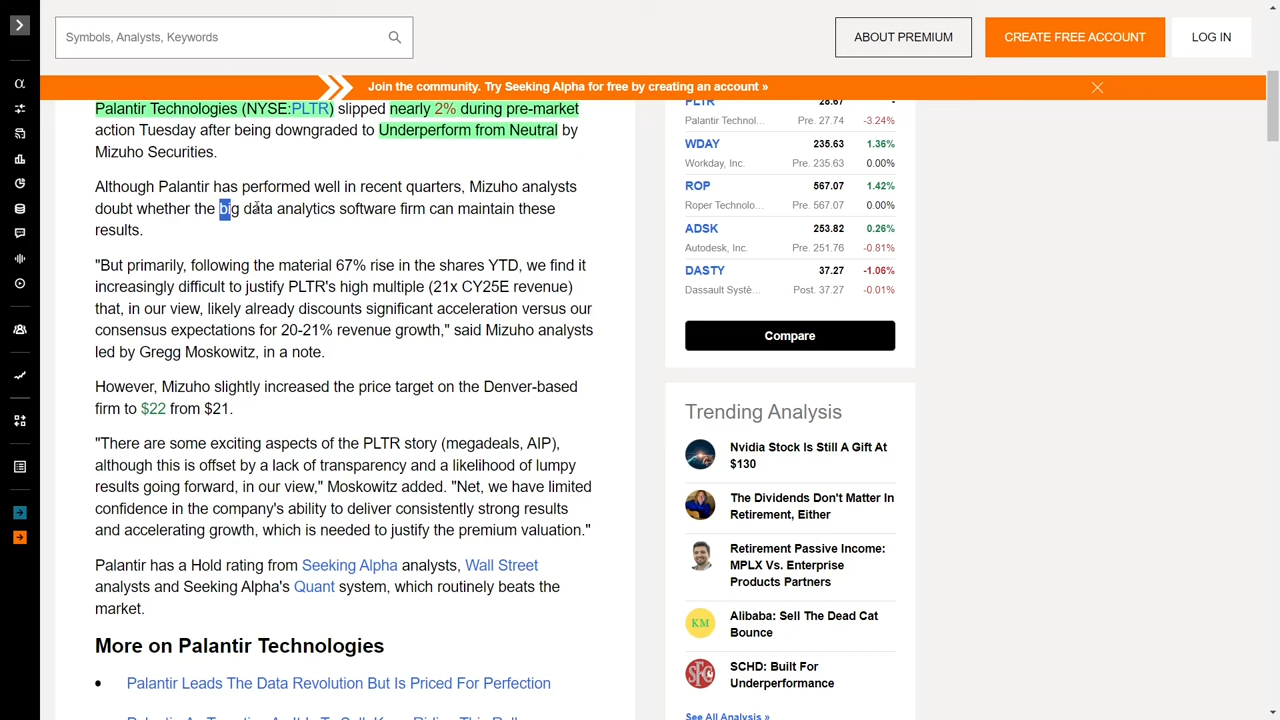 Symbols, Analysts, Keywords
ABOUT PREMIUM
CREATE FREE ACCOUNT
LOG IN
Join the community. Try Seeking Alpha for free by creating an account »
Palantir Technologies (NYSE:PLTR) slipped nearly 2% during pre-market
action Tuesday after being downgraded to Underperform from Neutral by
Mizuho Securities.
Although Palantir has performed well in recent quarters, Mizuho analysts
doubt whether the big data analytics software firm can maintain these
results.
"But primarily, following the material 67% rise in the shares YTD, we find it
increasingly difficult to justify PLTR's high multiple (21x CY25E revenue)
that, in our view, likely already discounts significant acceleration versus our
consensus expectations for 20-21% revenue growth," said Mizuho analysts
led by Gregg Moskowitz, in a note.
However, Mizuho slightly increased the price target on the Denver-based
firm to $22 from $21.
"There are some exciting aspects of the PLTR story (megadeals, AIP),
although this is offset by a lack of transparency and a likelihood of lumpy
results going forward, in our view," Moskowitz added. "Net, we have limited
confidence in the company's ability to deliver consistently strong results
and accelerating growth, which is needed to justify the premium valuation."
Palantir has a Hold rating from Seeking Alpha analysts, Wall Street
analysts and Seeking Alpha's Quant system, which routinely beats the
market.
More on Palantir Technologies
Palantir Leads The Data Revolution But Is Priced For Perfection
PLTR 28.67 -
Palantir Technol... Pre. 27.74 -3.24%
WDAY 235.63 1.36%
Workday, Inc. Pre. 235.63 0.00%
ROP 567.07 1.42%
Roper Technolo... Pre. 567.07 0.00%
ADSK 253.82 0.26%
Autodesk, Inc. Pre. 251.76 -0.81%
DASTY 37.27 -1.06%
Dassault Systè... Post. 37.27 -0.01%
Compare
Trending Analysis
Nvidia Stock Is Still A Gift At
$130
The Dividends Don't Matter In
Retirement, Either
Retirement Passive Income:
MPLX Vs. Enterprise
Products Partners
KM
Alibaba: Sell The Dead Cat
Bounce
SFG
SCHD: Built For
Underperformance
See All Analysis »